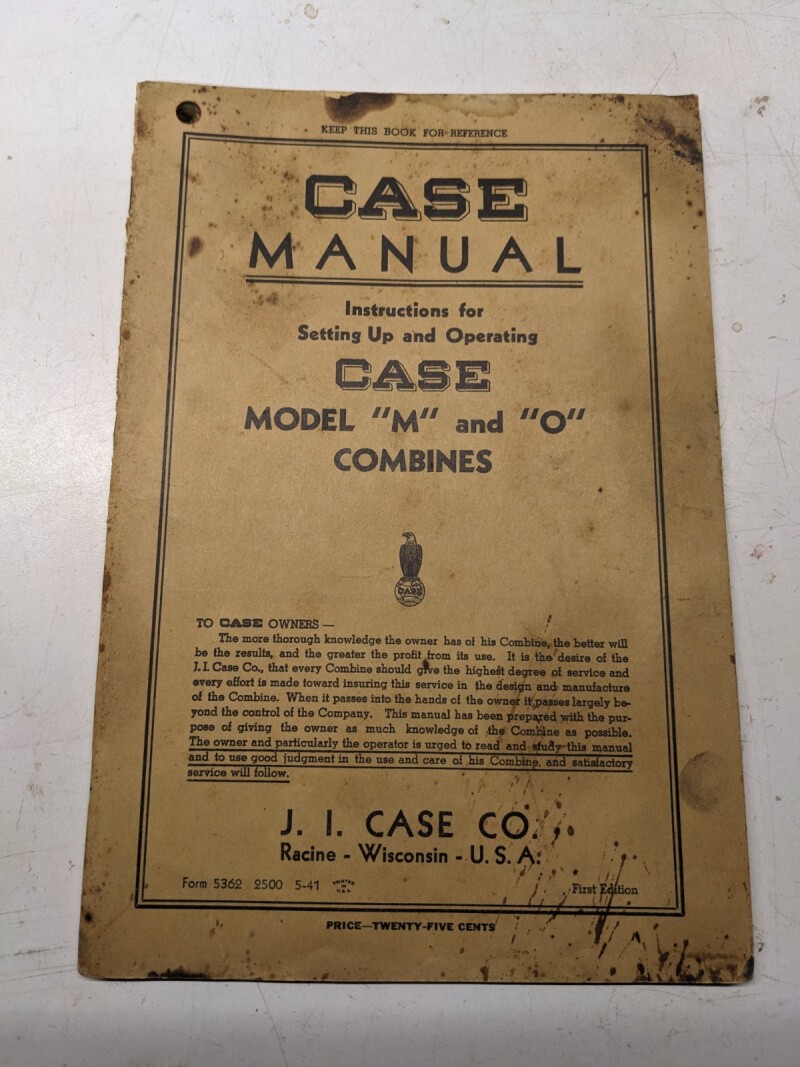 KEEP THIS BOOK FOR REFERENCE
CASE
MANUAL
Instructions for
Setting Up and Operating
CASE
MODEL "M" and "O"
COMBINES
CASE
TO CASE OWNERS —
The more thorough knowledge the owner has of his Combine, the better will
be the results, and the greater the profit from its use. It is the desire of the
J. I. Case Co., that every Combine should give the highest degree of service and
every effort is made toward insuring this service in the design and manufacture
of the Combine. When it passes into the hands of the owner it passes largely be-
yond the control of the Company. This manual has been prepared with the pur-
pose of giving the owner as much knowledge of the Combine as possible.
The owner and particularly the operator is urged to read and study this manual
and to use good judgment in the use and care of his Combine, and satisfactory
service will follow.
J. I. CASE CO.
Racine - Wisconsin - U. S. A.
Form 5362 2500 5-41 PRINTED IN U.S.A. First Edition
PRICE—TWENTY-FIVE CENTS